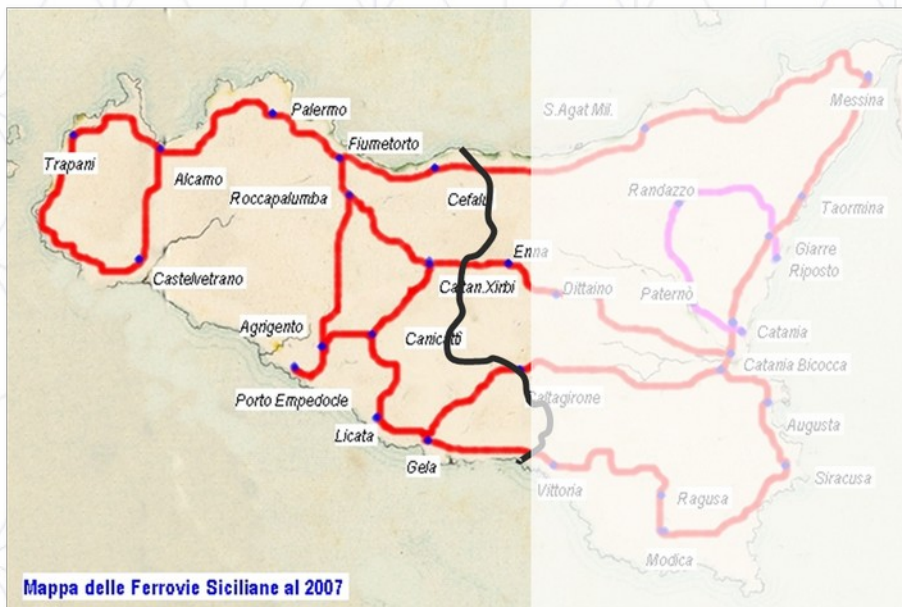 Messina
Palermo
S.Agat Mil.
Fiumetorto
Trapani
Alcamo
Roccapalumba
Cefalù
Randazzo
Taormina
Enna
Giarre
Riposto
Castelvetrano
Caltan.Xirbi
Dittaino
Paternò
Agrigento
Canicattì
Catania
Catania Bicocca
Porto Empedocle
Caltagirone
Licata
Augusta
Gela
Vittoria
Siracusa
Ragusa
Modica
Mappa delle Ferrovie Siciliane al 2007